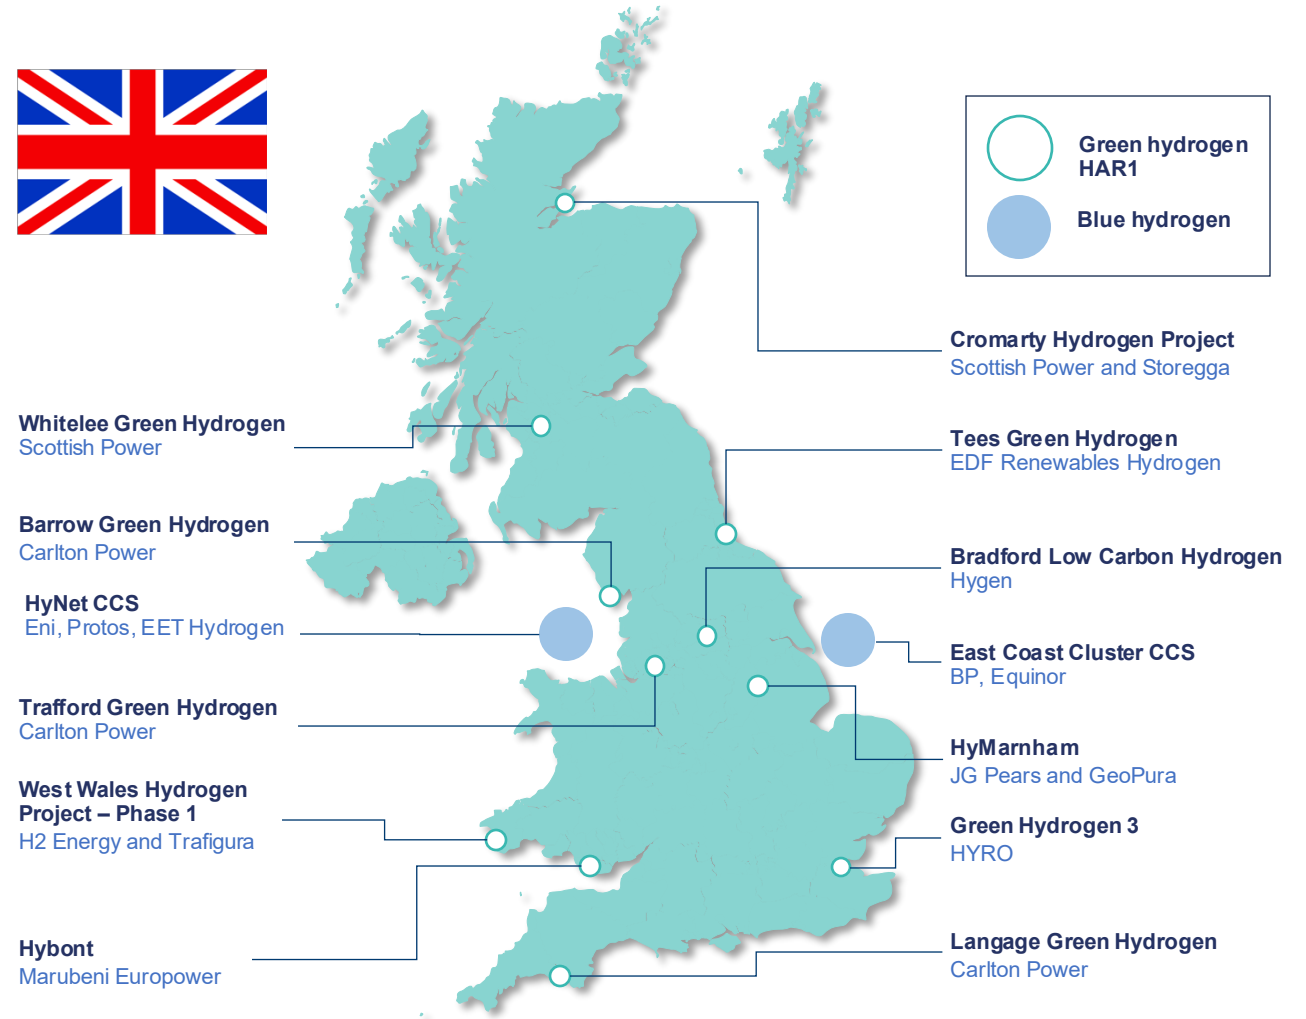 Green hydrogen
HAR1
Blue hydrogen
Whitelee Green Hydrogen
Scottish Power
Barrow Green Hydrogen
Carlton Power
HyNet CCS
Eni, Protos, EET Hydrogen
Trafford Green Hydrogen
Carlton Power
West Wales Hydrogen
Project – Phase 1
H2 Energy and Trafigura
Hybont
Marubeni Europower
Cromarty Hydrogen Project
Scottish Power and Storegga
Tees Green Hydrogen
EDF Renewables Hydrogen
Bradford Low Carbon Hydrogen
Hygen
East Coast Cluster CCS
BP, Equinor
HyMarnham
JG Pears and GeoPura
Green Hydrogen 3
HYRO
Langage Green Hydrogen
Carlton Power